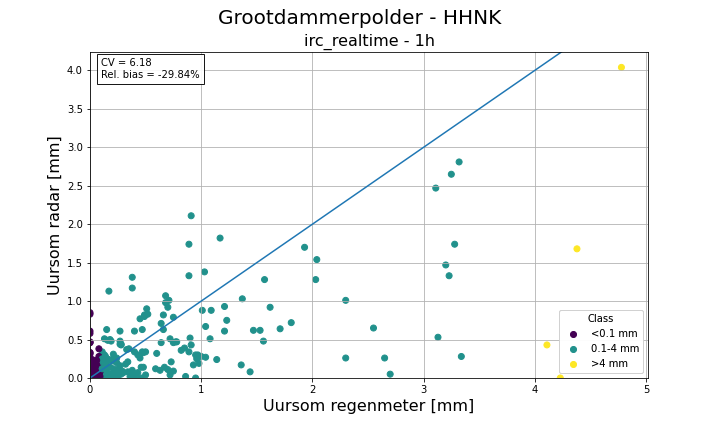 Grootdammerpolder - HHNK
irc_realtime - 1h
CV = 6.18
Rel. bias = -29.84%
Uursom radar [mm]
4.0
3.5
3.0
2.5
2.0
1.5
1.0
0.5
0.0
0 1 2 3 4 5
Uursom regenmeter [mm]
Class
<0.1 mm
0.1-4 mm
>4 mm